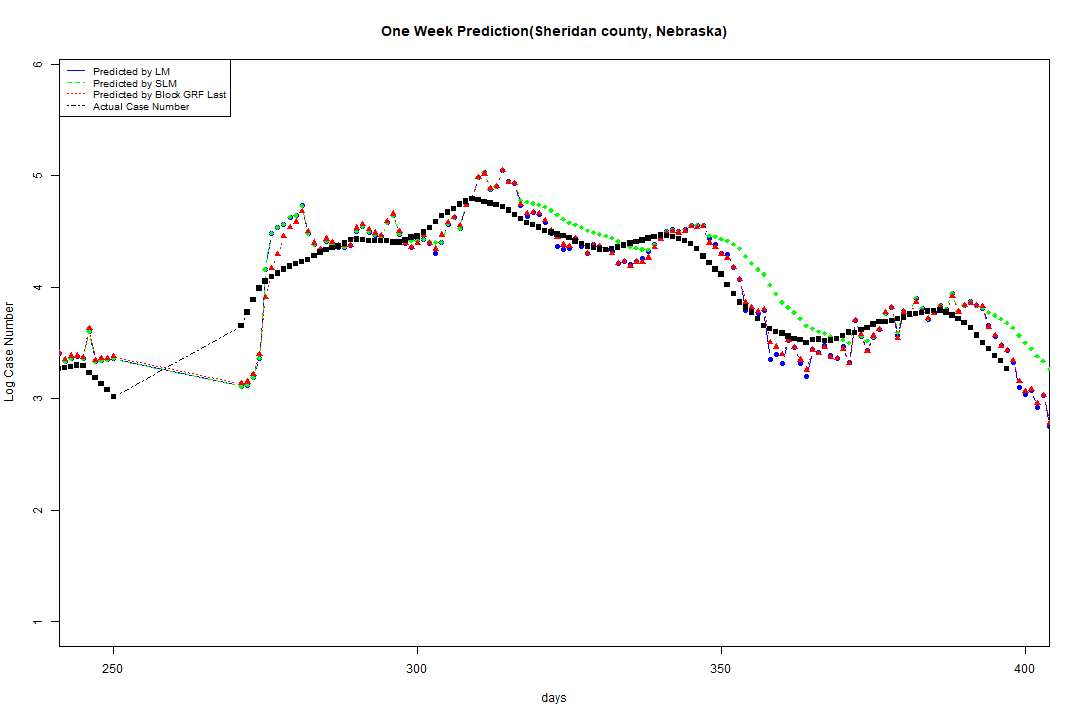 One Week Prediction(Sheridan county, Nebraska)
Predicted by LM
Predicted by SLM
Predicted by Block GRF Last
Actual Case Number
6
5
4
3
2
1
Log Case Number
250
300
350
400
days